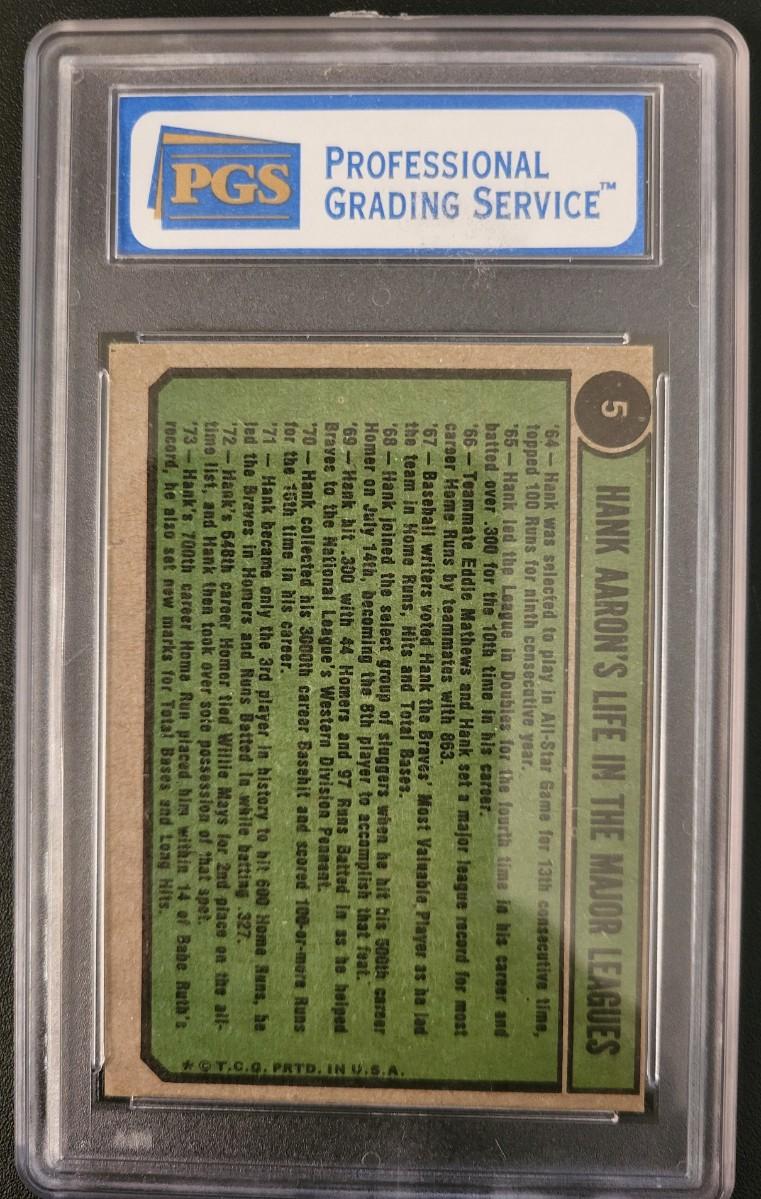 PGS
PROFESSIONAL
GRADING SERVICE™
5
HANK AARON'S LIFE IN THE MAJOR LEAGUES
'64 — Hank was selected to play in All-Star Game for 13th consecutive time,
topped 100 Runs for ninth consecutive year.
'65 — Hank led the League in Doubles for the fourth time in his career and
batted over .300 for the 10th time in his career.
'66 — Teammate Eddie Mathews and Hank set a major league record for most
career Home Runs by teammates with 863.
'67 — Baseball writers voted Hank the Braves' Most Valuable Player as he led
the team in Home Runs, Hits and Total Bases.
'68 — Hank joined the select group of sluggers when he hit his 500th career
Homer on July 14th, becoming the 8th player to accomplish that feat.
'69 — Hank hit .300 with 44 Homers and 97 Runs Batted In as he helped
Braves to the National League's Western Division Pennant.
'70 — Hank collected his 3000th career Basehit and scored 100-or-more Runs
for the 15th time in his career.
'71 — Hank became only the 3rd player in history to hit 600 Home Runs, he
led the Braves in Homers and Runs Batted In while batting .327.
'72 — Hank's 648th career Homer tied Willie Mays for 2nd place on the all-
time list, and Hank then took over sole possession of that spot.
'73 — Hank's 700th career Home Run placed him within 14 of Babe Ruth's
record, he also set new marks for Total Bases and Long Hits.
* © T.C.G. PRTD. IN U.S.A.